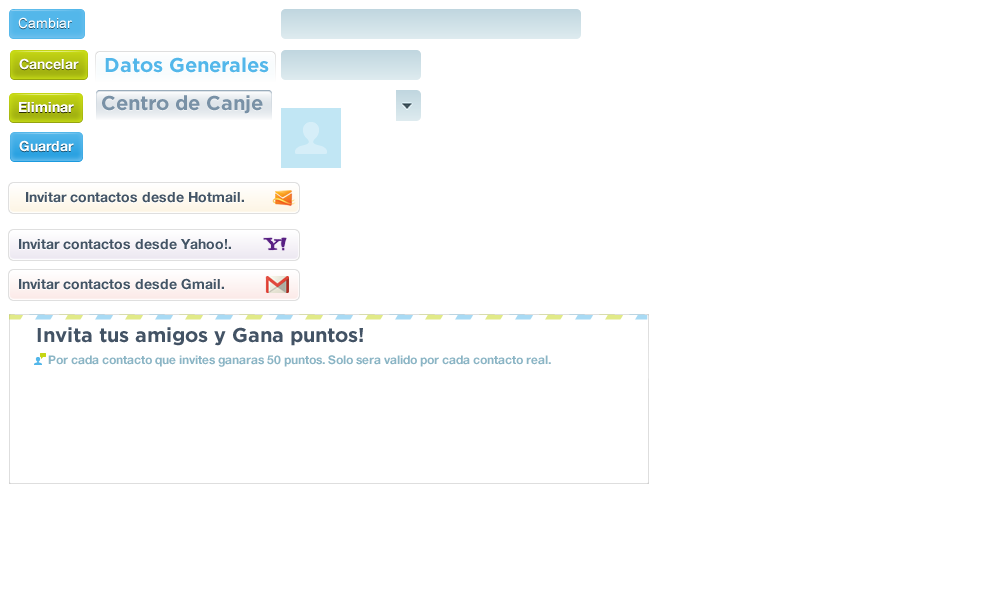 Cambiar
Cancelar
Datos Generales
Eliminar
Centro de Canje
Guardar
Invitar contactos desde Hotmail.
Invitar contactos desde Yahoo!.
Y!
Invitar contactos desde Gmail.
Invita tus amigos y Gana puntos!
Por cada contacto que invites ganaras 50 puntos. Solo sera valido por cada contacto real.